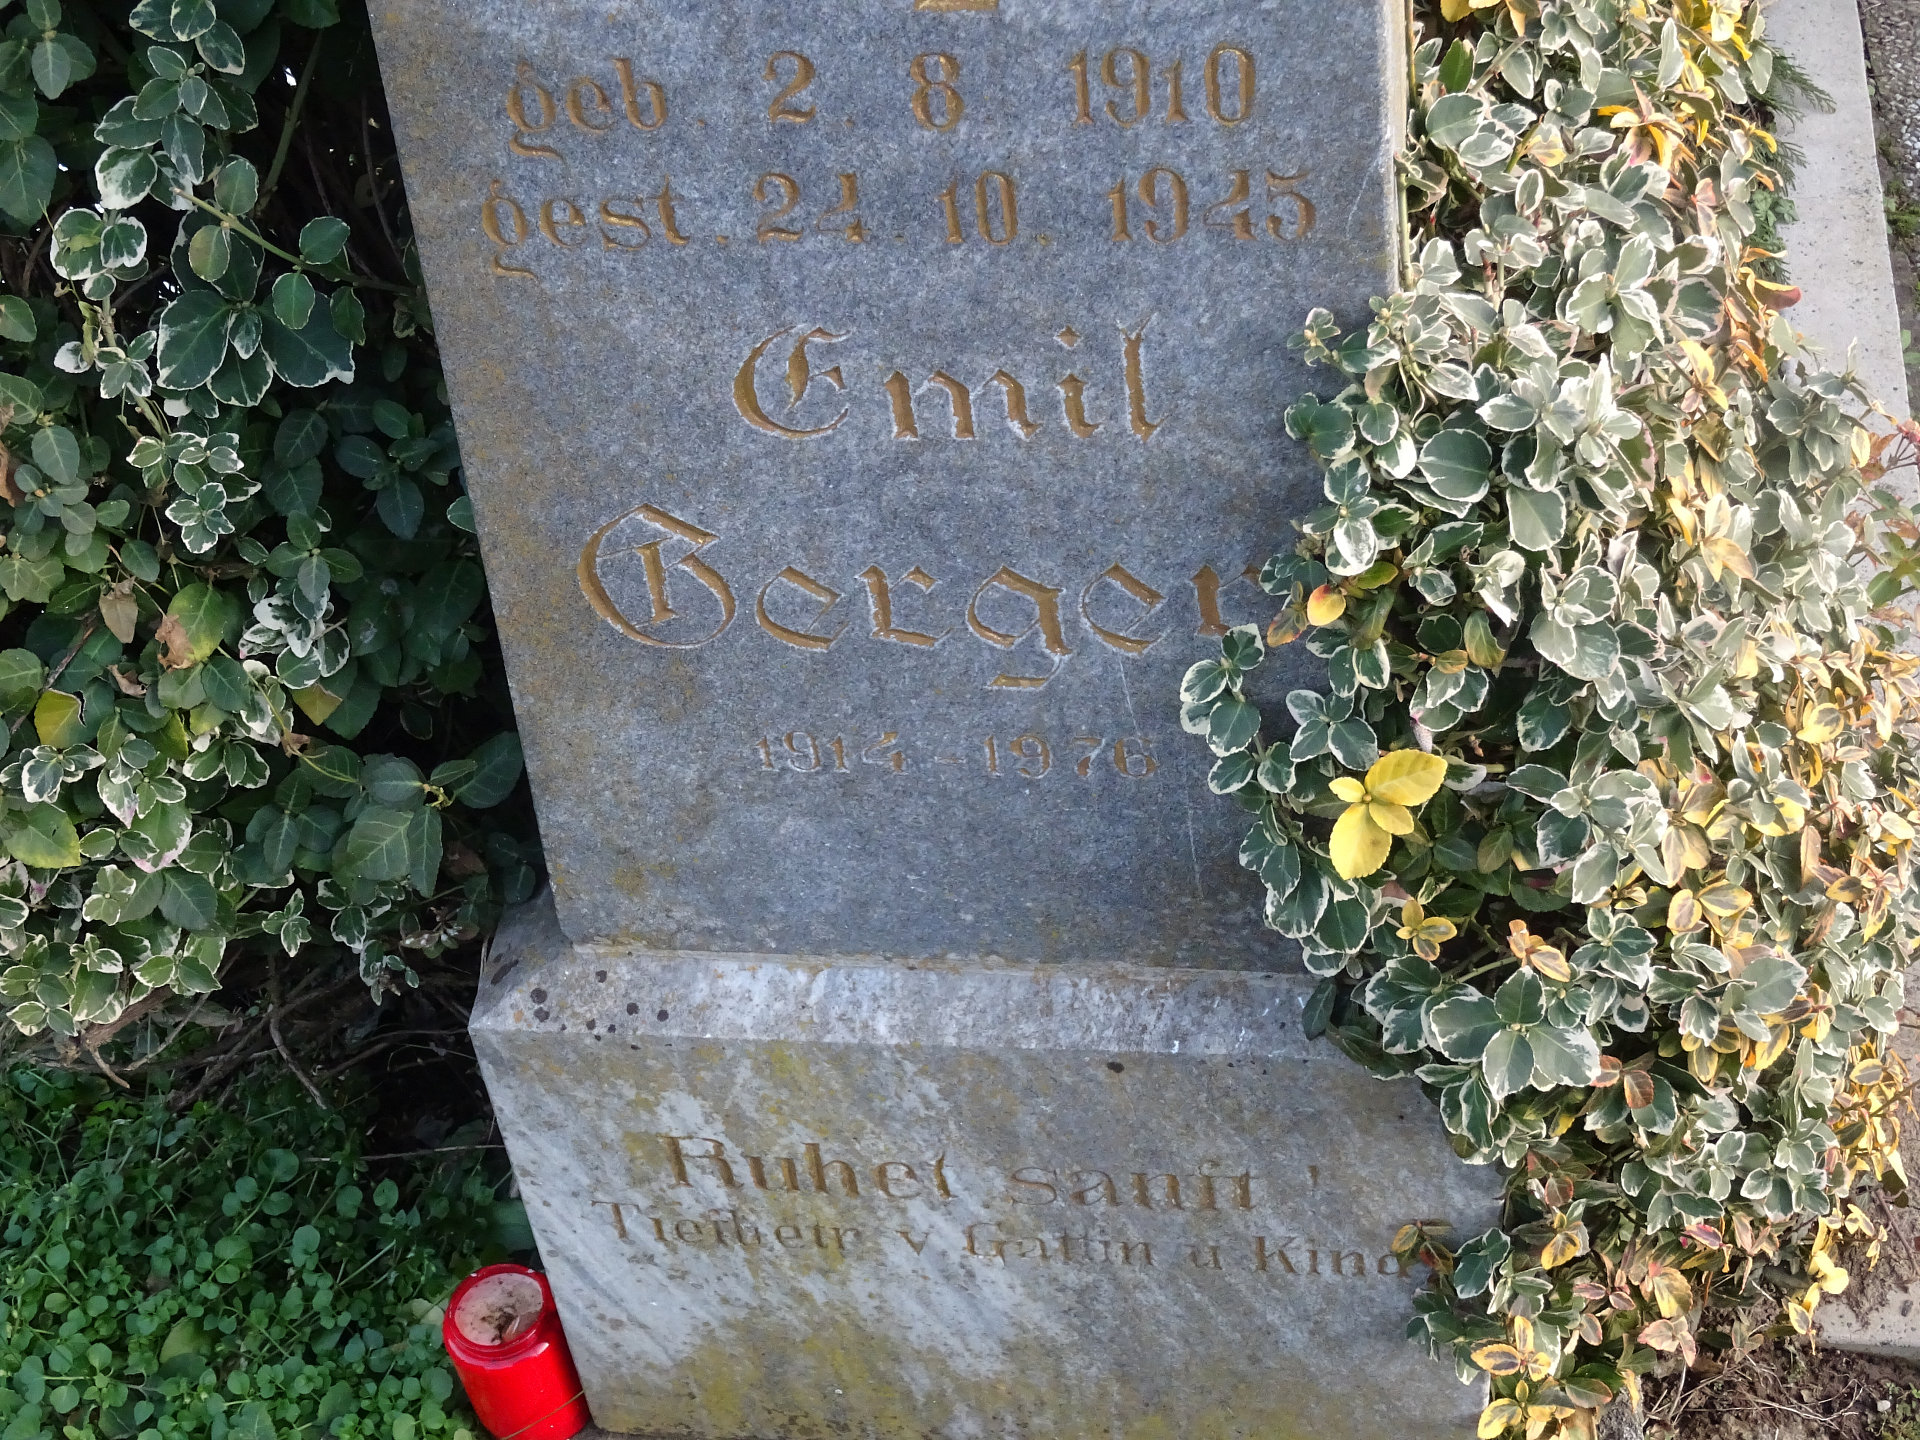 geb. 2. 8. 1910
gest. 24. 10. 1945
Emil
Gerger
1914 - 1976
Ruhet sanft !
Tiefbetr. v. Gattin u Kind